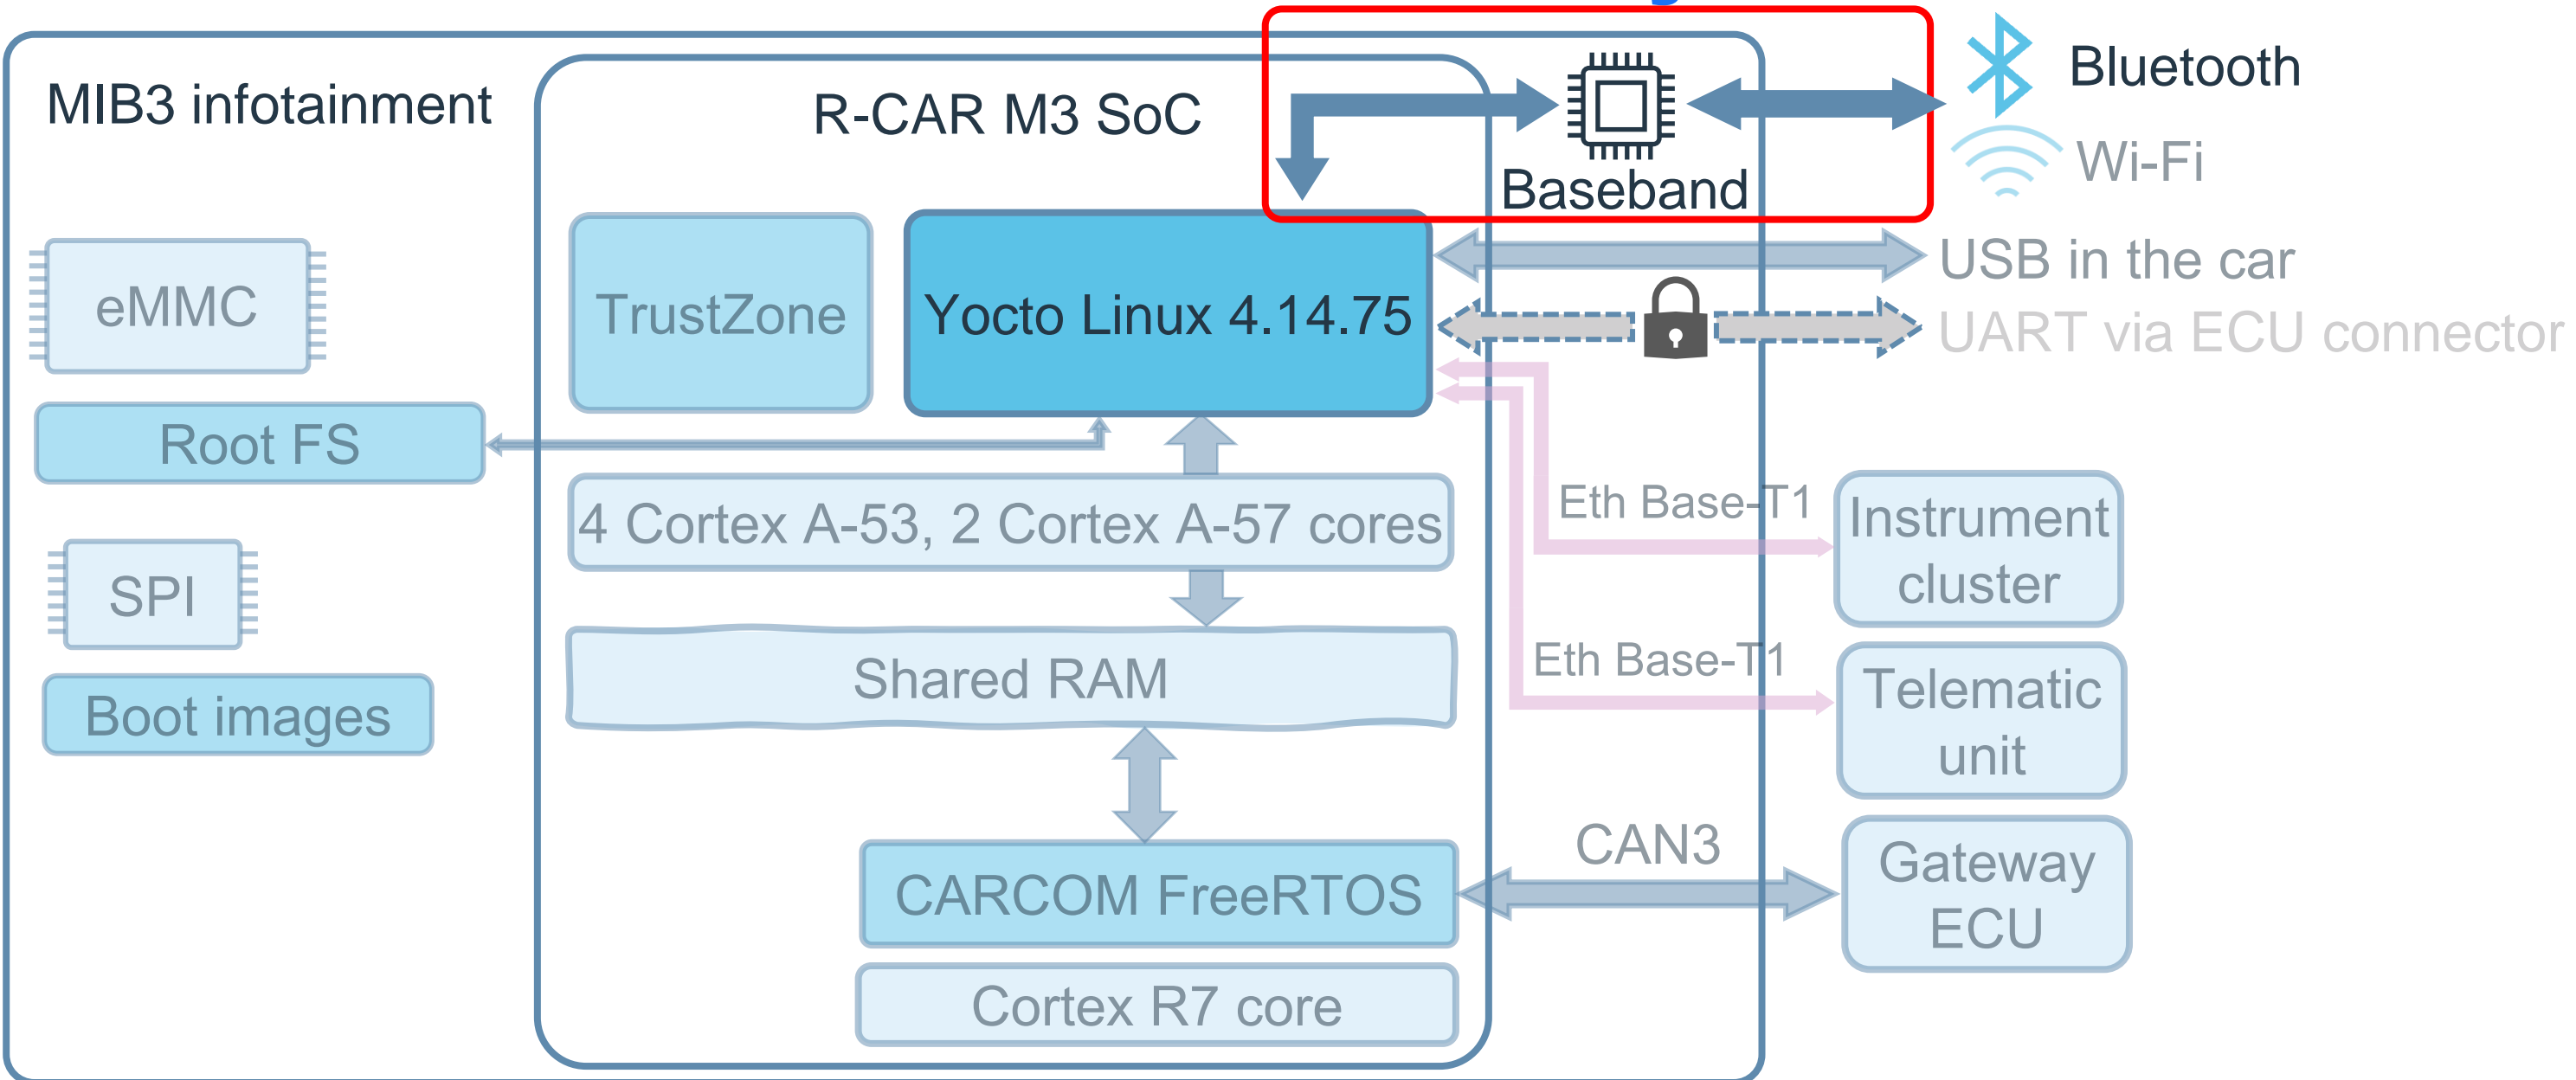 MIB3 infotainment
R-CAR M3 SoC
Baseband
Bluetooth
Wi-Fi
eMMC
TrustZone
Yocto Linux 4.14.75
USB in the car
UART via ECU connector
Root FS
4 Cortex A-53, 2 Cortex A-57 cores
Eth Base-T1
Instrument
cluster
SPI
Shared RAM
Eth Base-T1
Telematic
unit
Boot images
CARCOM FreeRTOS
CAN3
Gateway
ECU
Cortex R7 core